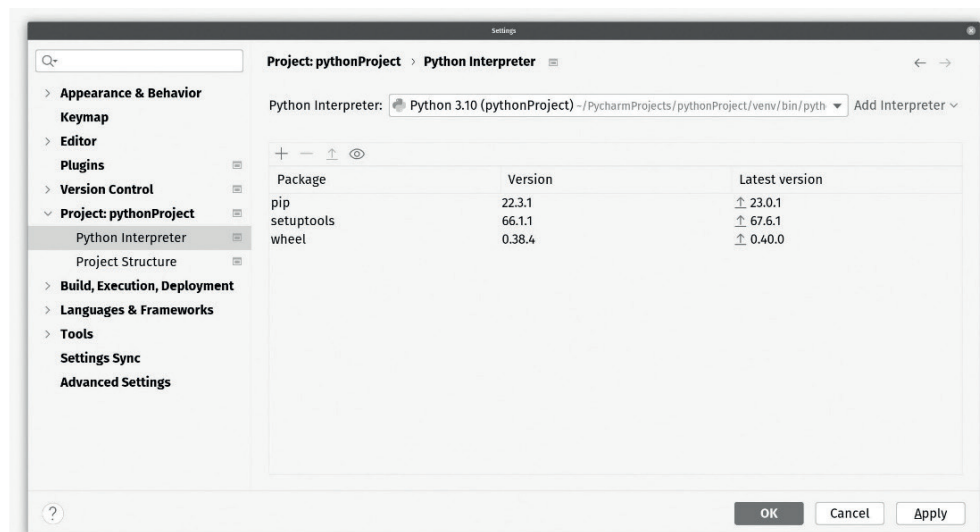 Settings
Project: pythonProject > Python Interpreter
Appearance & Behavior
Keymap
Editor
Plugins
Version Control
Project: pythonProject
Python Interpreter
Project Structure
Build, Execution, Deployment
Languages & Frameworks
Tools
Settings Sync
Advanced Settings
Python Interpreter: Python 3.10 (pythonProject) ~/PycharmProjects/pythonProject/venv/bin/pyth Add Interpreter
Package Version Latest version
pip 22.3.1 23.0.1
setuptools 66.1.1 67.6.1
wheel 0.38.4 0.40.0
? OK Cancel Apply